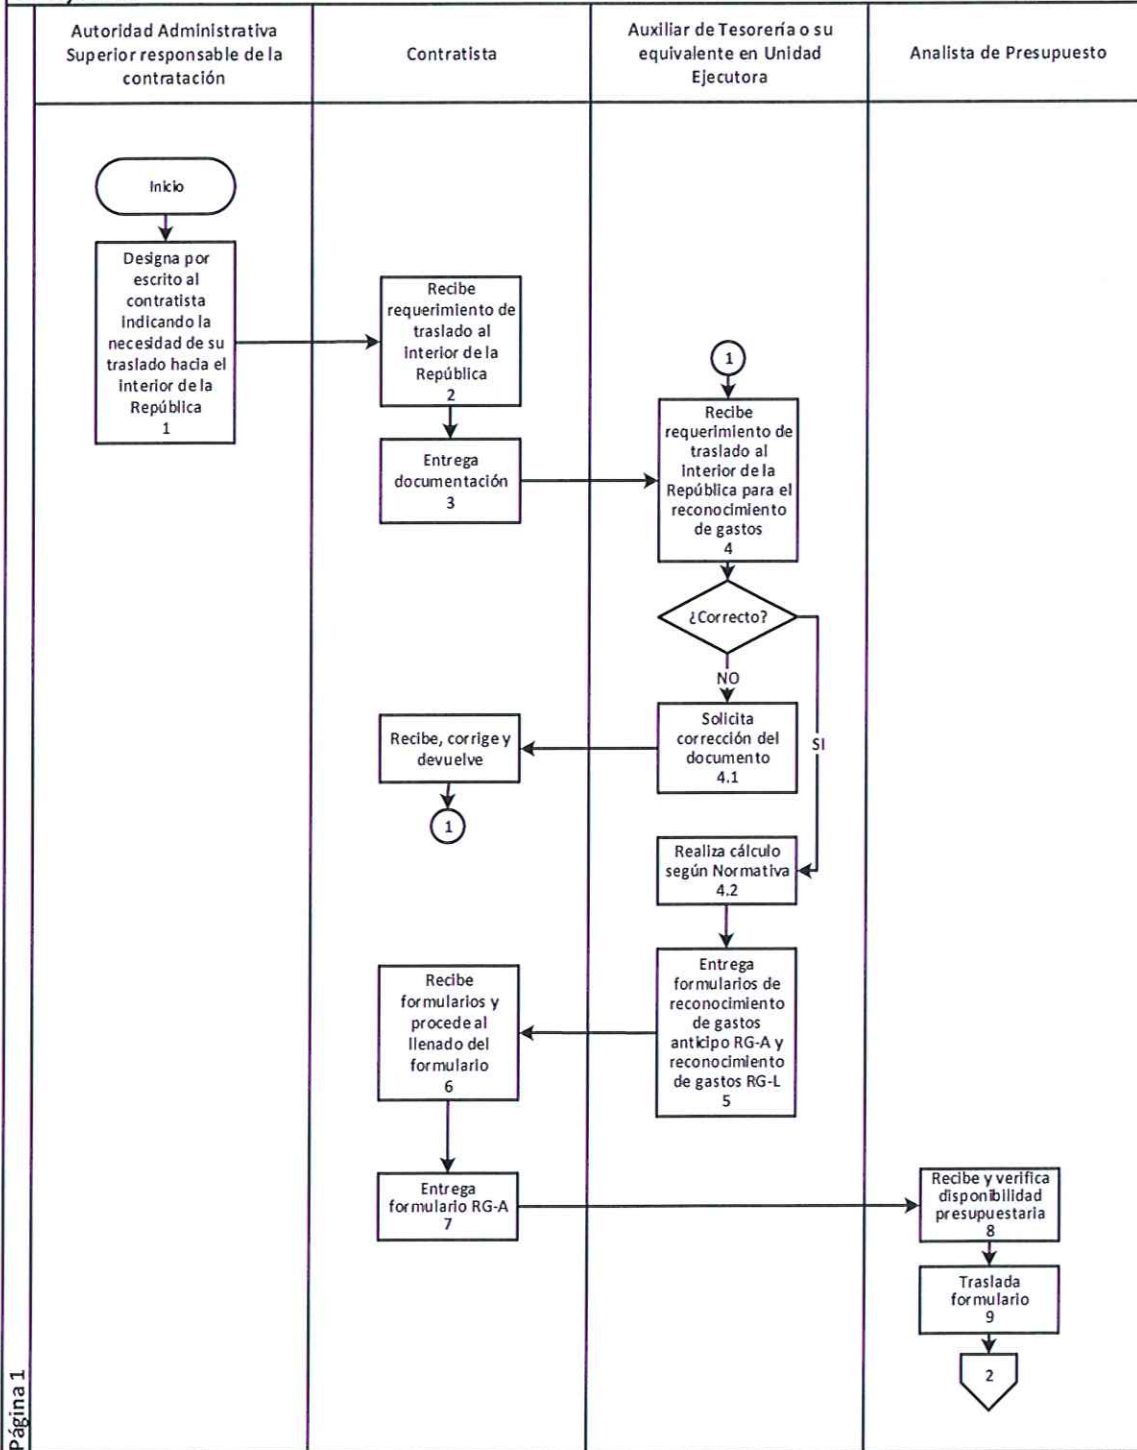 Autoridad Administrativa
Superior responsable de la
contratación
Contratista
Auxiliar de Tesorería o su
equivalente en Unidad
Ejecutora
Analista de Presupuesto
Inicio
Designa por
escrito al
contratista
indicando la
necesidad de su
traslado hacia el
interior de la
República
1
Recibe
requerimiento de
traslado al
interior de la
República
2
Entrega
documentación
3
1
Recibe
requerimiento de
traslado al
interior de la
República para el
reconocimiento
de gastos
4
¿Correcto?
NO
SI
Solicita
corrección del
documento
4.1
Recibe, corrige y
devuelve
1
Realiza cálculo
según Normativa
4.2
Entrega
formularios de
reconocimiento
de gastos
anticipo RG-A y
reconocimiento
de gastos RG-L
5
Recibe
formularios y
procede al
llenado del
formulario
6
Entrega
formulario RG-A
7
Recibe y verifica
disponibilidad
presupuestaria
8
Traslada
formulario
9
2
Página 1